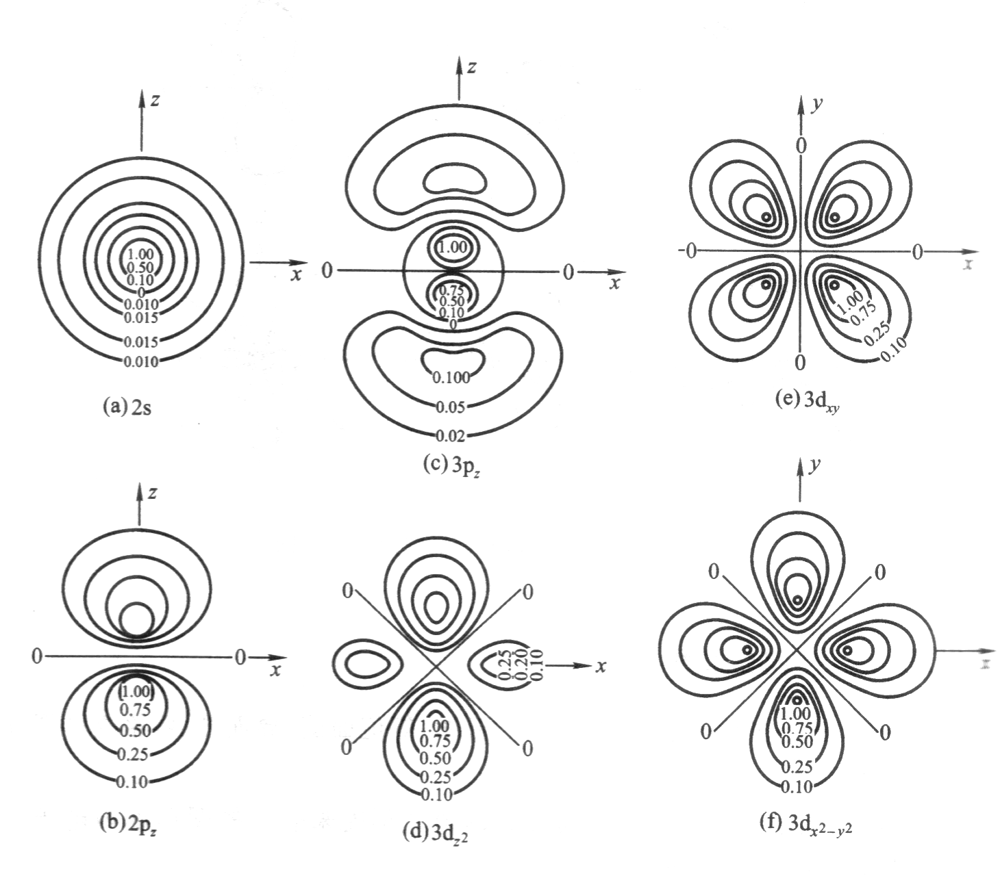 z
1.00
0.50
0.10
0
0.010
0.015
0.015
0.010
x
(a) 2s
z
1.00
0 0 x
0.75
0.50
0.10
0
0.100
0.05
0.02
(c) 3p_z
y
0
-0 0 x
1.00
0.75
0.25
0.10
0
(e) 3d_xy
z
0 0 x
1.00
0.75
0.50
0.25
0.10
(b) 2p_z
0 0
0.25
0.20
0.10
x
1.00
0.75
0.50
0.25
0.10
0 0
(d) 3d_z²
y
0 0
x
1.00
0.75
0.50
0.25
0.10
0 0
(f) 3d_x²−y²